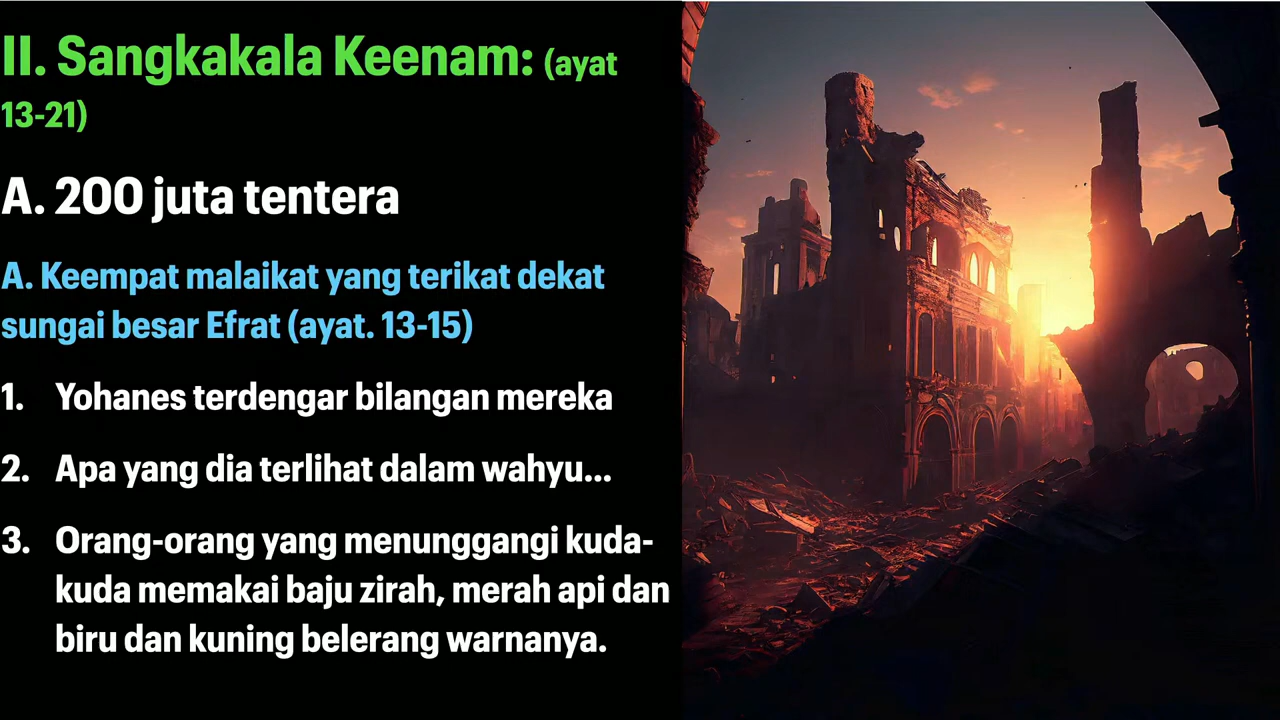 II. Sangkakala Keenam: (ayat
13-21)
A. 200 juta tentera
A. Keempat malaikat yang terikat dekat
sungai besar Efrat (ayat. 13-15)
1. Yohanes terdengar bilangan mereka
2. Apa yang dia terlihat dalam wahyu...
3. Orang-orang yang menunggangi kuda-
kuda memakai baju zirah, merah api dan
biru dan kuning belerang warnanya.